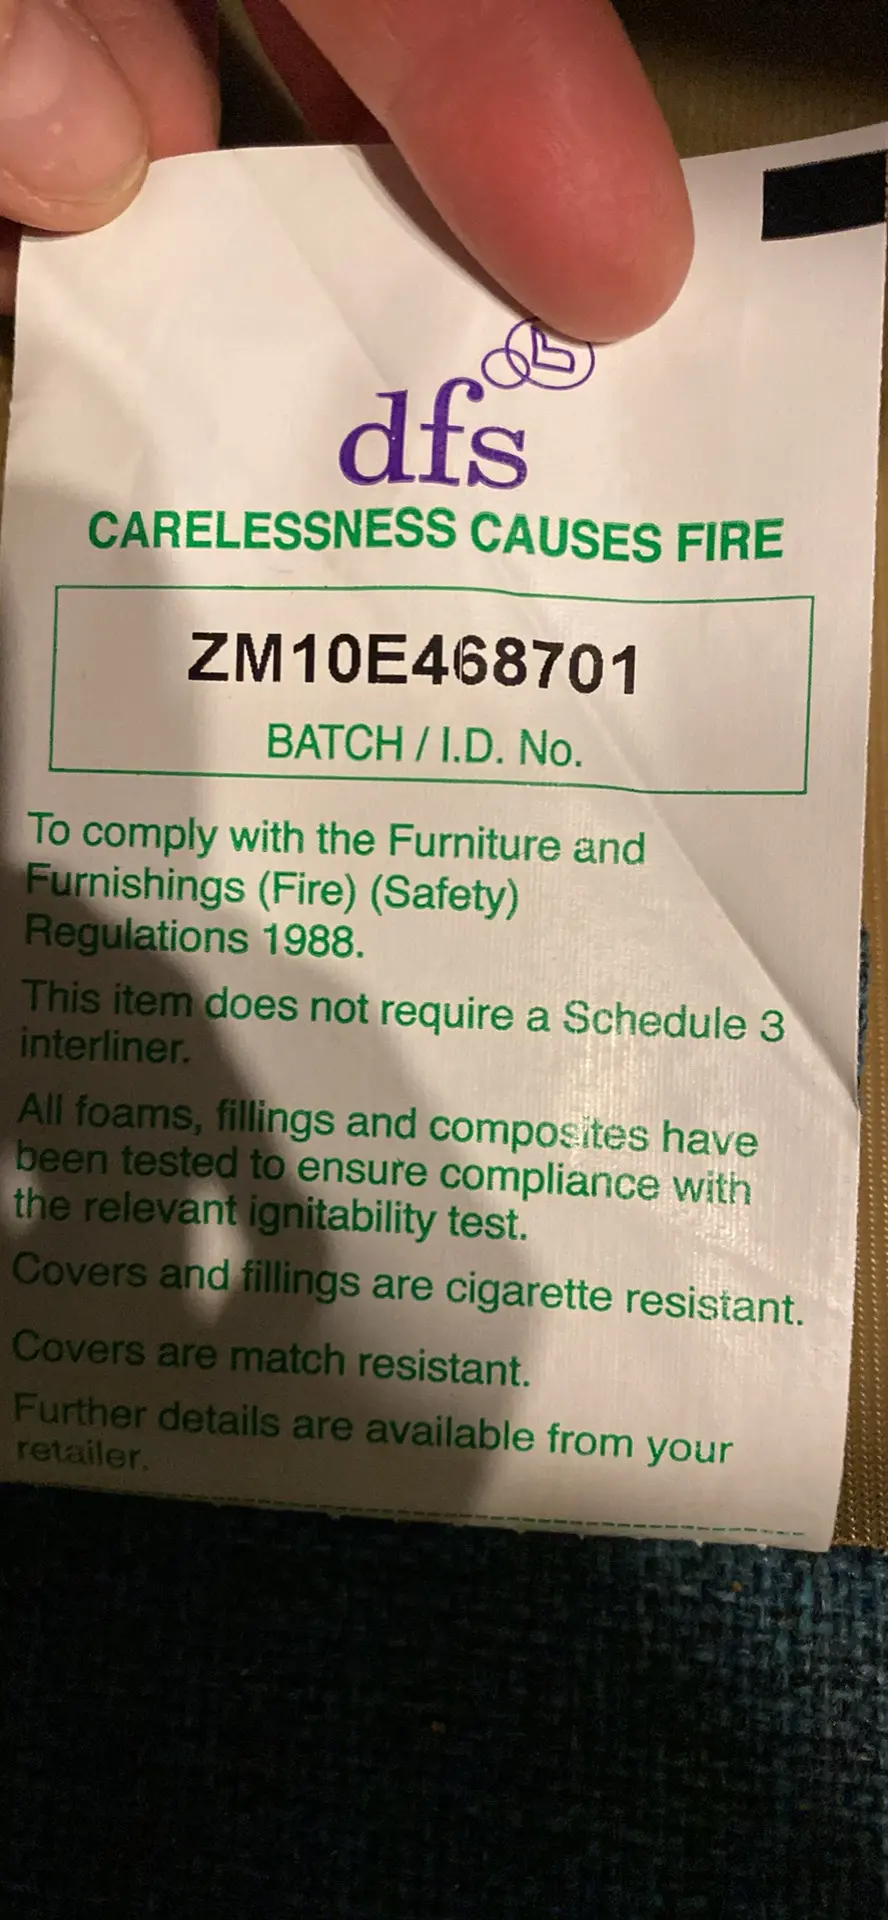 dfs
CARELESSNESS CAUSES FIRE
ZM10E468701
BATCH / I.D. No.
To comply with the Furniture and
Furnishings (Fire) (Safety)
Regulations 1988.
This item does not require a Schedule 3
interliner.
All foams, fillings and composites have
been tested to ensure compliance with
the relevant ignitability test.
Covers and fillings are cigarette resistant.
Covers are match resistant.
Further details are available from your
retailer.